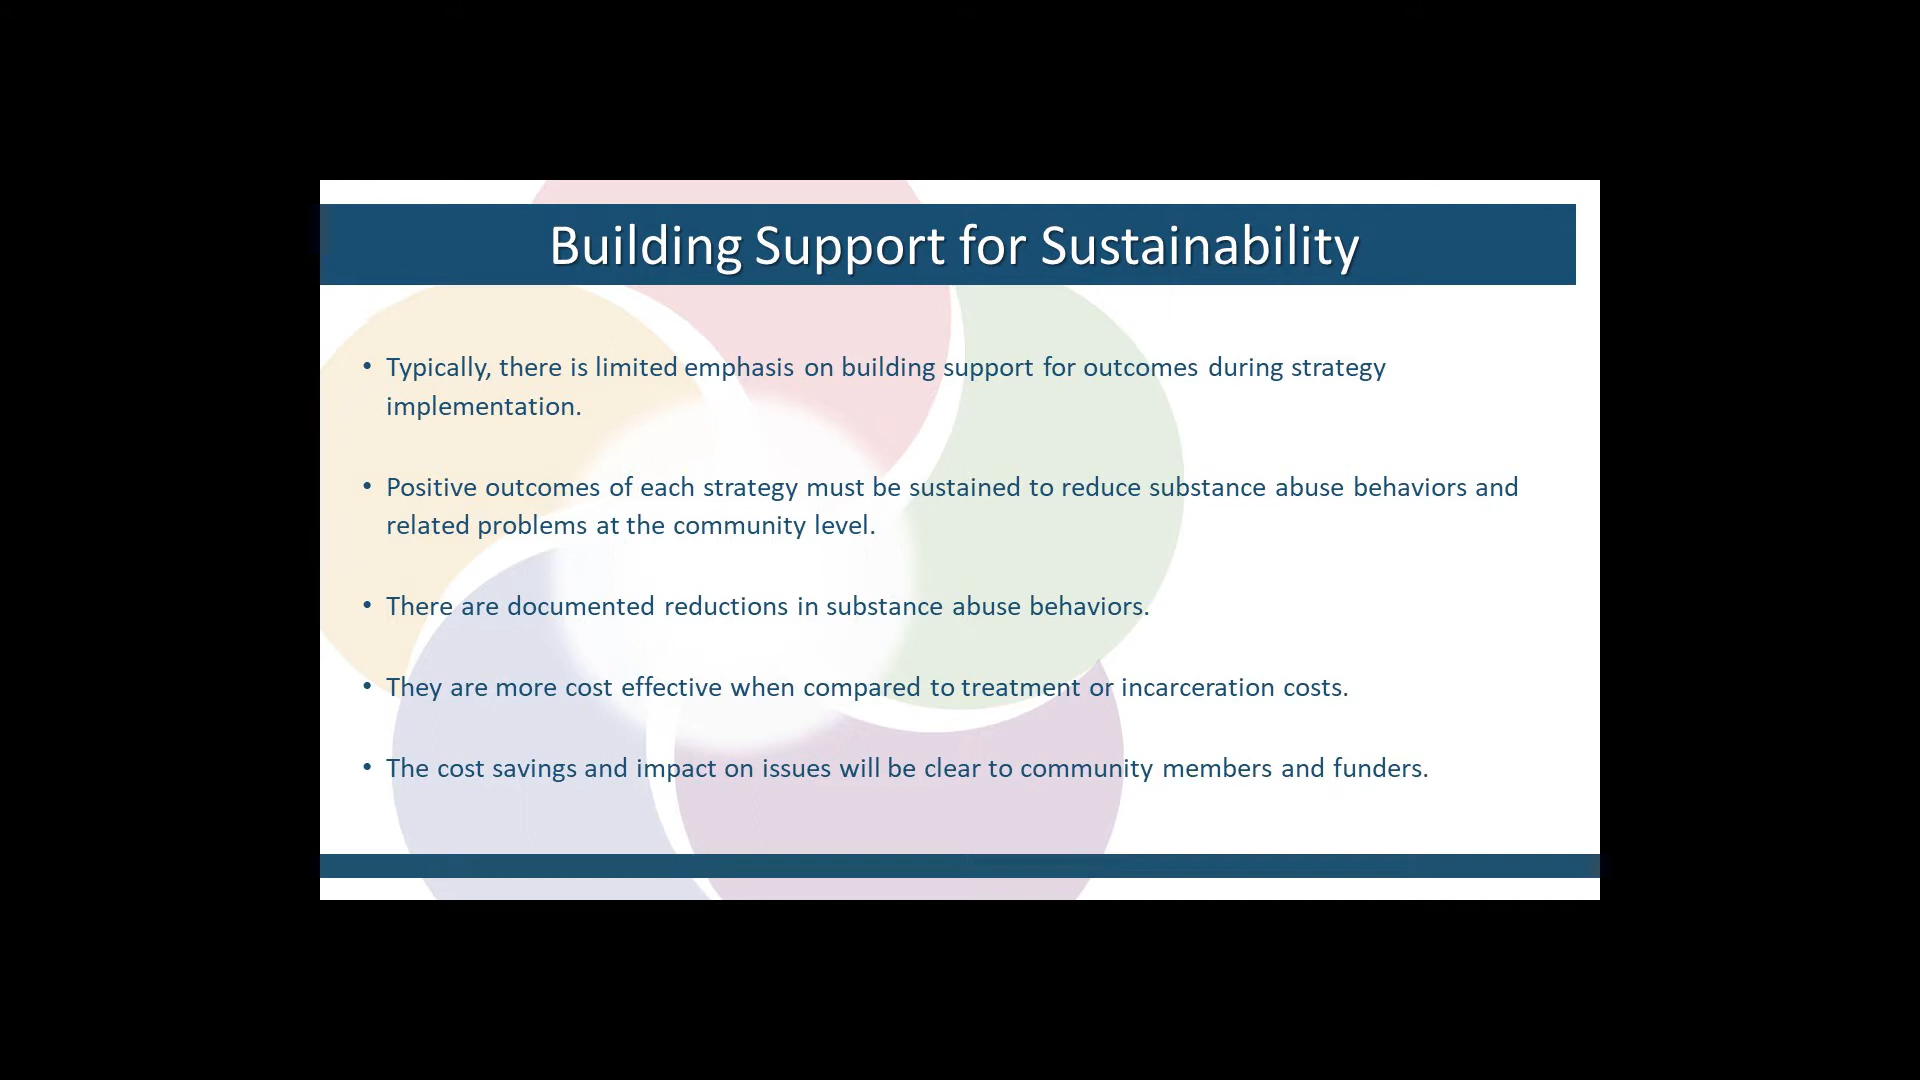 Building Support for Sustainability
• Typically, there is limited emphasis on building support for outcomes during strategy
implementation.
• Positive outcomes of each strategy must be sustained to reduce substance abuse behaviors and
related problems at the community level.
• There are documented reductions in substance abuse behaviors.
• They are more cost effective when compared to treatment or incarceration costs.
• The cost savings and impact on issues will be clear to community members and funders.